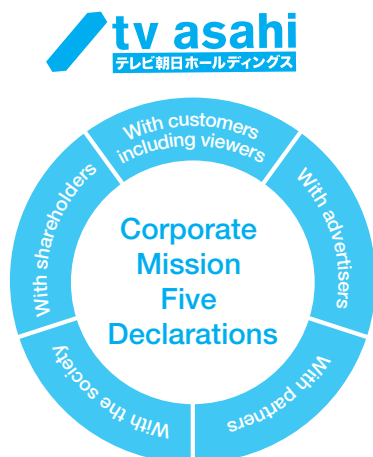 tv asahi
テレビ朝日ホールディングス
With customers
including viewers
With advertisers
With partners
With the society
With shareholders
Corporate
Mission
Five
Declarations